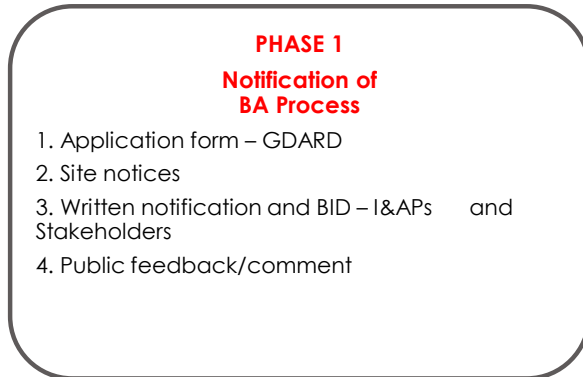 PHASE 1
Notification of
BA Process
1. Application form – GDARD
2. Site notices
3. Written notification and BID – I&APs and
Stakeholders
4. Public feedback/comment